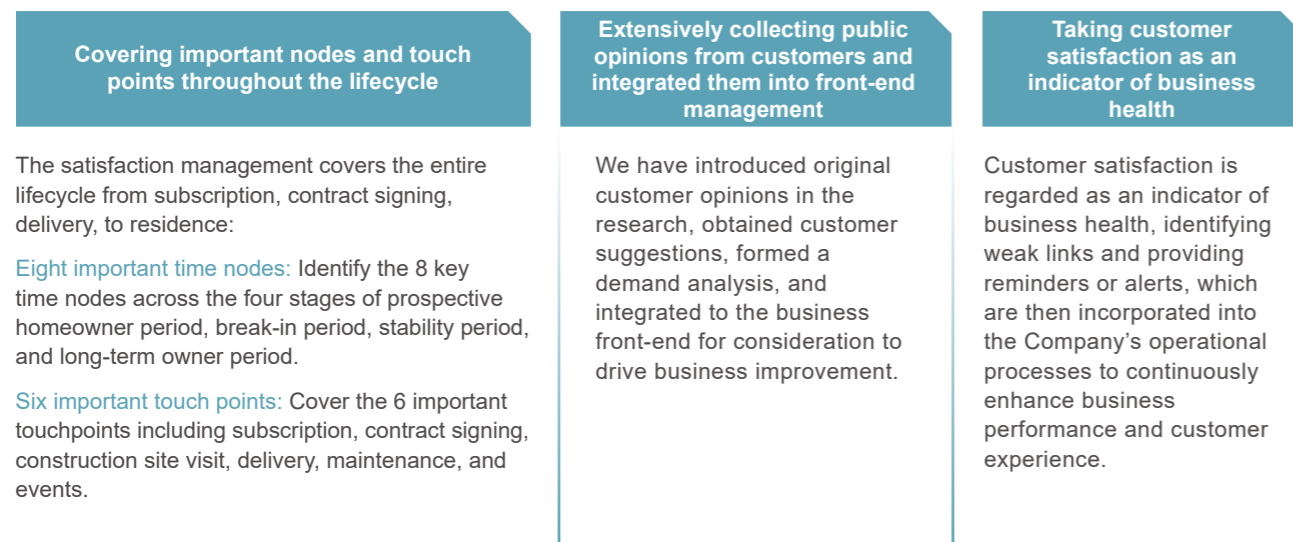 Covering important nodes and touch
points throughout the lifecycle
The satisfaction management covers the entire
lifecycle from subscription, contract signing,
delivery, to residence:
Eight important time nodes: Identify the 8 key
time nodes across the four stages of prospective
homeowner period, break-in period, stability period,
and long-term owner period.
Six important touch points: Cover the 6 important
touchpoints including subscription, contract signing,
construction site visit, delivery, maintenance, and
events.
Extensively collecting public
opinions from customers and
integrated them into front-end
management
We have introduced original
customer opinions in the
research, obtained customer
suggestions, formed a
demand analysis, and
integrated to the business
front-end for consideration to
drive business improvement.
Taking customer
satisfaction as an
indicator of business
health
Customer satisfaction is
regarded as an indicator of
business health, identifying
weak links and providing
reminders or alerts, which
are then incorporated into
the Company’s operational
processes to continuously
enhance business
performance and customer
experience.